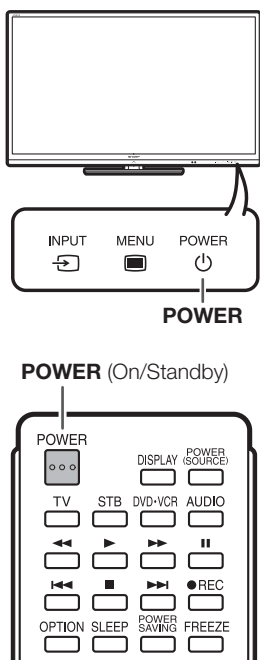 INPUT MENU POWER
POWER
POWER (On/Standby)
POWER
DISPLAY POWER (SOURCE)
TV STB DVD•VCR AUDIO
●REC
OPTION SLEEP POWER SAVING FREEZE